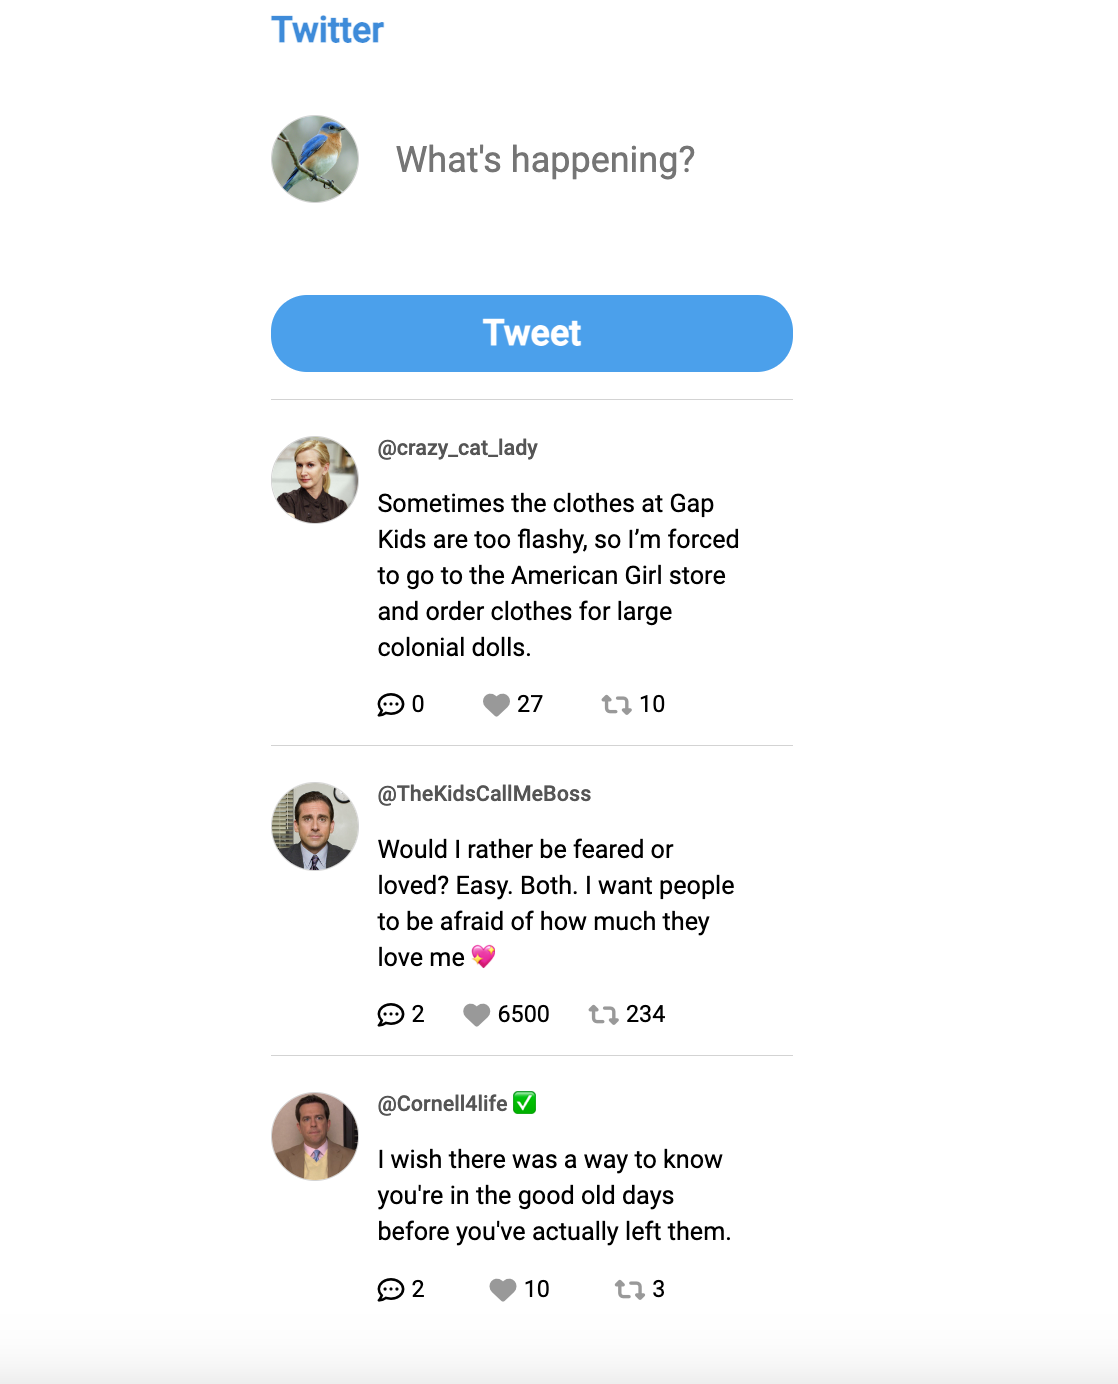 Twitter
What's happening?
Tweet
@crazy_cat_lady
Sometimes the clothes at Gap
Kids are too flashy, so I’m forced
to go to the American Girl store
and order clothes for large
colonial dolls.
0 27 10
@TheKidsCallMeBoss
Would I rather be feared or
loved? Easy. Both. I want people
to be afraid of how much they
love me 💖
2 6500 234
@Cornell4life ✅
I wish there was a way to know
you're in the good old days
before you've actually left them.
2 10 3